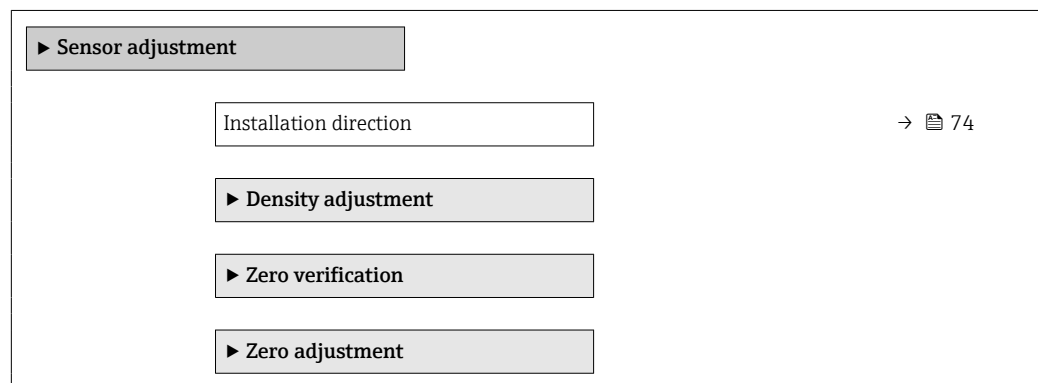 ▶ Sensor adjustment
Installation direction → 74
▶ Density adjustment
▶ Zero verification
▶ Zero adjustment